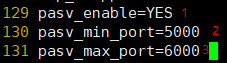 129 pasv_enable=YES 1
130 pasv_min_port=5000 2
131 pasv_max_port=6000 3